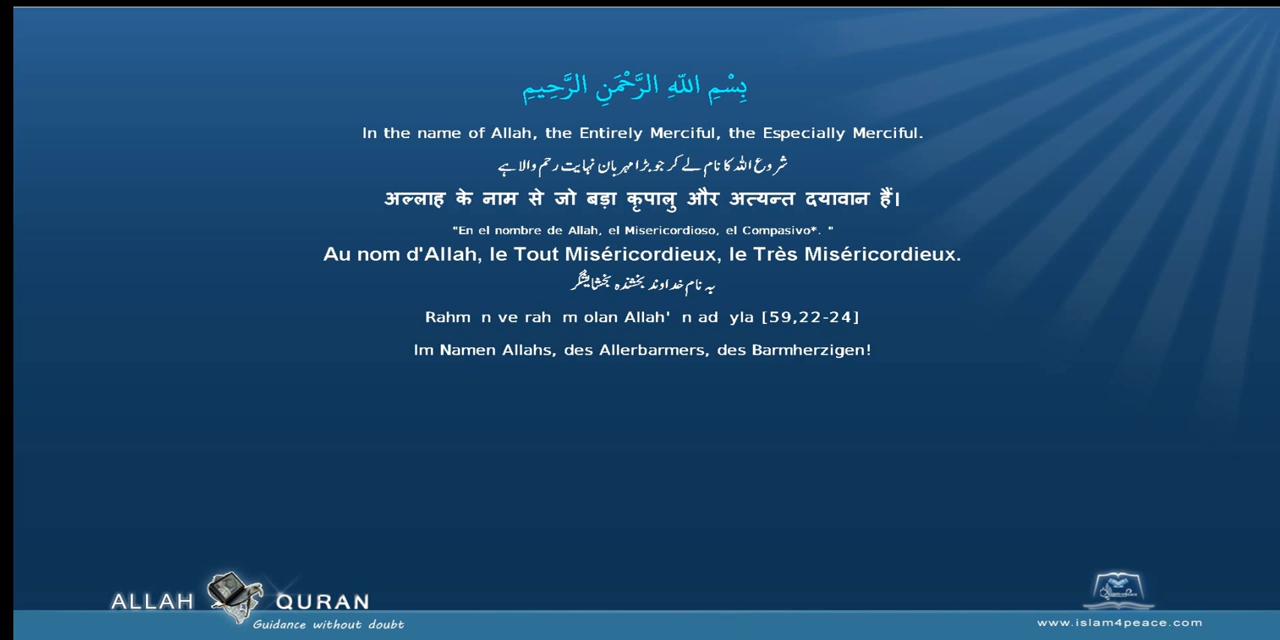 بِسْمِ اللّهِ الرَّحْمَنِ الرَّحِيمِ
In the name of Allah, the Entirely Merciful, the Especially Merciful.
شروع الله کا نام لے کر جو بڑا مہربان نہایت رحم والا ہے
अल्लाह के नाम से जो बड़ा कृपालु और अत्यन्त दयावान हैं।
"En el nombre de Allah, el Misericordioso, el Compasivo*. "
Au nom d'Allah, le Tout Miséricordieux, le Très Miséricordieux.
به نام خداوند بخشنده بخشایشگر
Rahm n ve rah m olan Allah' n ad yla [59,22-24]
Im Namen Allahs, des Allerbarmers, des Barmherzigen!
ALLAH QURAN
Guidance without doubt
www.islam4peace.com